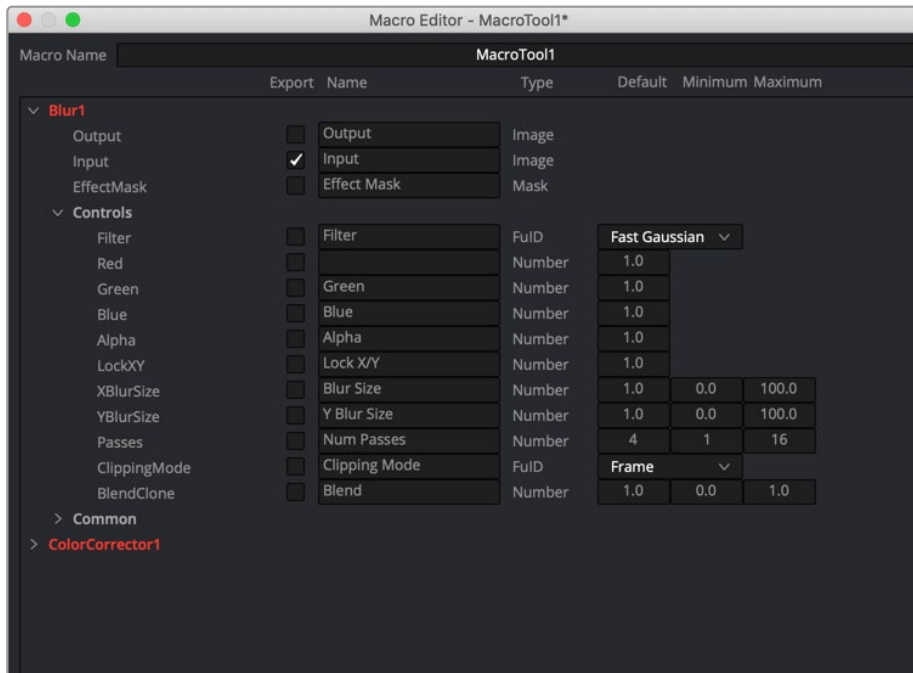 Macro Editor - MacroTool1*
Macro Name MacroTool1
Export Name Type Default Minimum Maximum
Blur1
Output Output Image
Input Input Image
EffectMask Effect Mask Mask
Controls
Filter Filter FuID Fast Gaussian
Red Number 1.0
Green Green Number 1.0
Blue Blue Number 1.0
Alpha Alpha Number 1.0
LockXY Lock X/Y Number 1.0
XBlurSize Blur Size Number 1.0 0.0 100.0
YBlurSize Y Blur Size Number 1.0 0.0 100.0
Passes Num Passes Number 4 1 16
ClippingMode Clipping Mode FuID Frame
BlendClone Blend Number 1.0 0.0 1.0
Common
ColorCorrector1